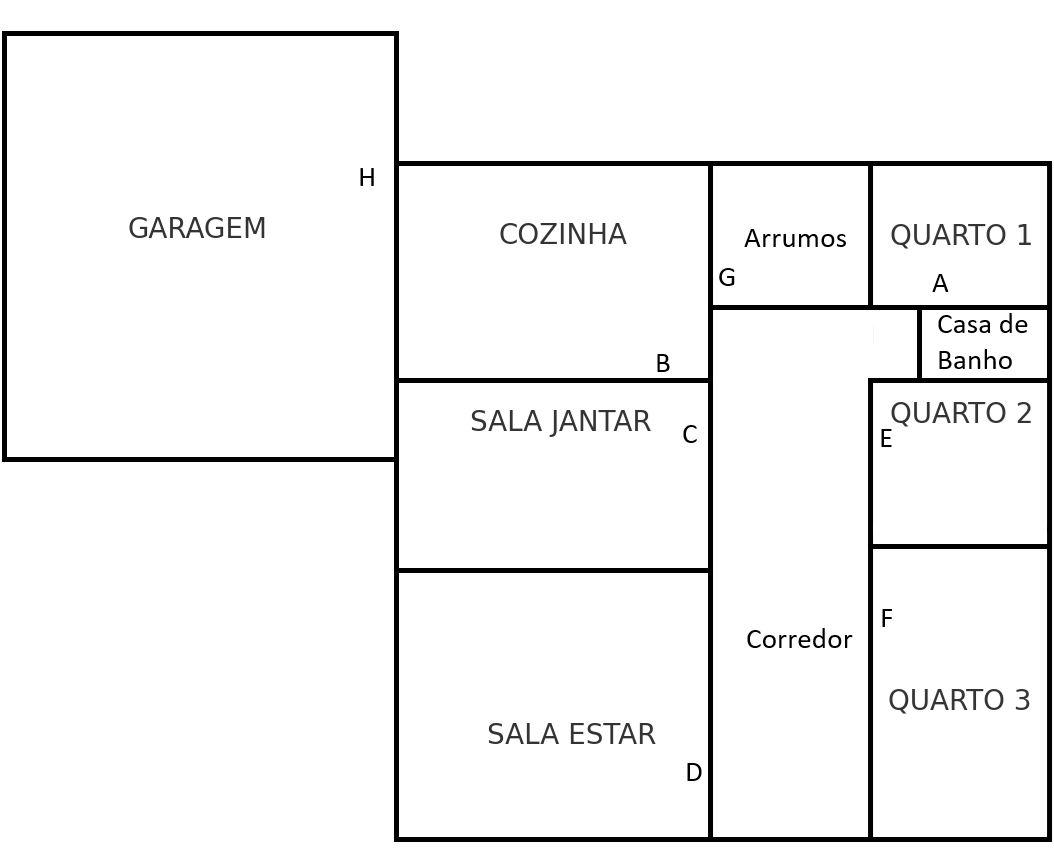 H
GARAGEM
COZINHA
Arrumos
QUARTO 1
G
A
B
Casa de
Banho
SALA JANTAR
C
QUARTO 2
E
F
Corredor
QUARTO 3
SALA ESTAR
D